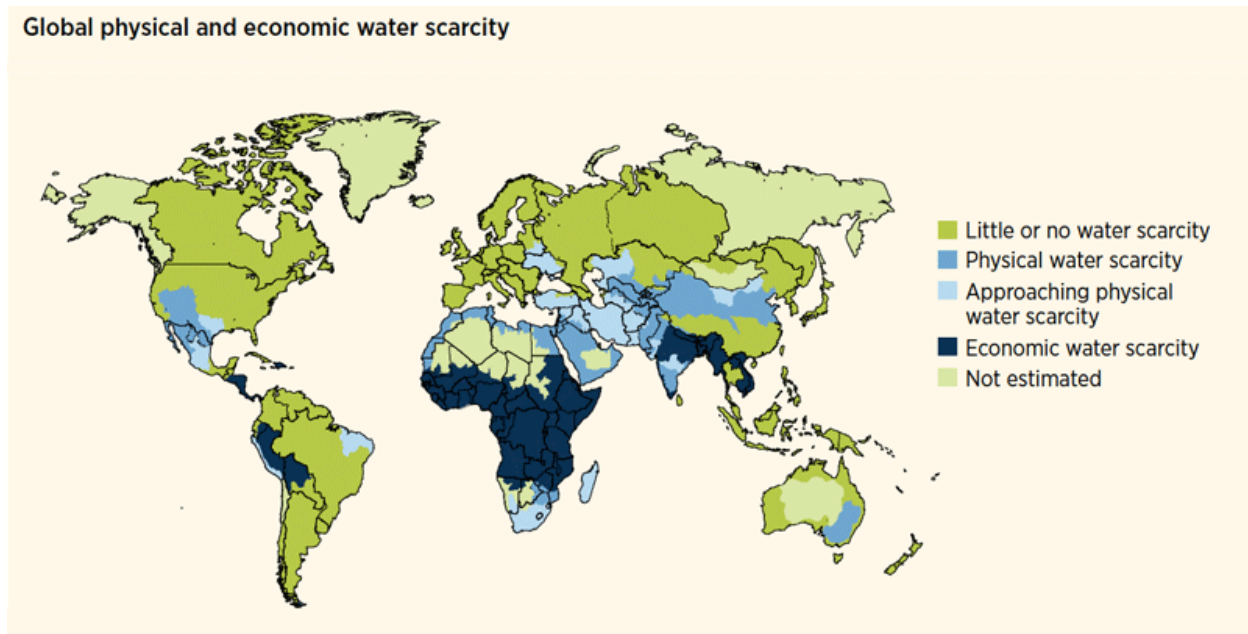 Global physical and economic water scarcity
Little or no water scarcity
Physical water scarcity
Approaching physical
water scarcity
Economic water scarcity
Not estimated